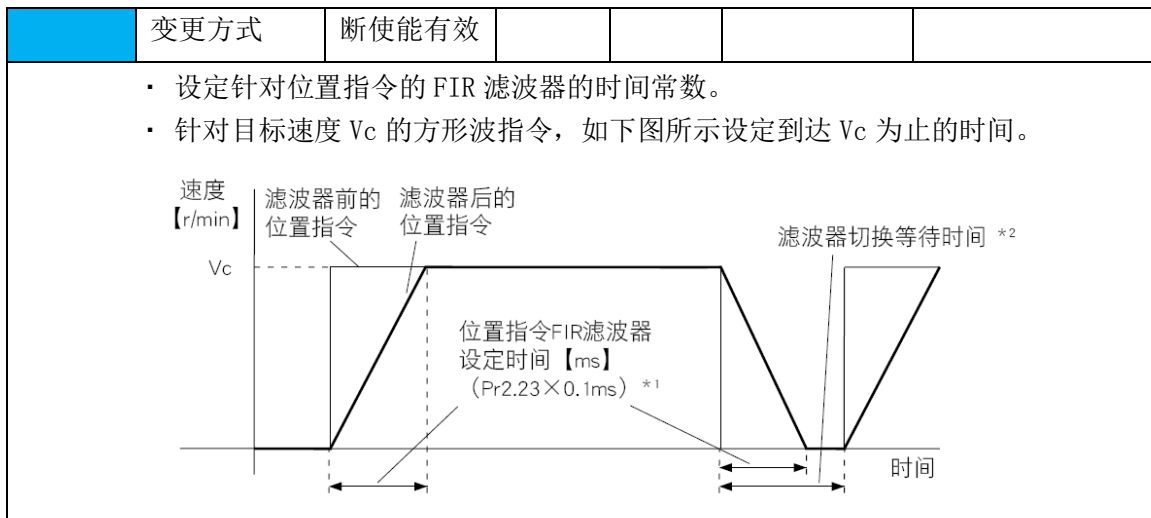 变更方式 断使能有效
· 设定针对位置指令的 FIR 滤波器的时间常数。
· 针对目标速度 Vc 的方形波指令，如下图所示设定到达 Vc 为止的时间。
速度
【r/min】
滤波器前的
位置指令
滤波器后的
位置指令
滤波器切换等待时间 *2
Vc
位置指令FIR滤波器
设定时间【ms】
（Pr2.23×0.1ms）*1
时间